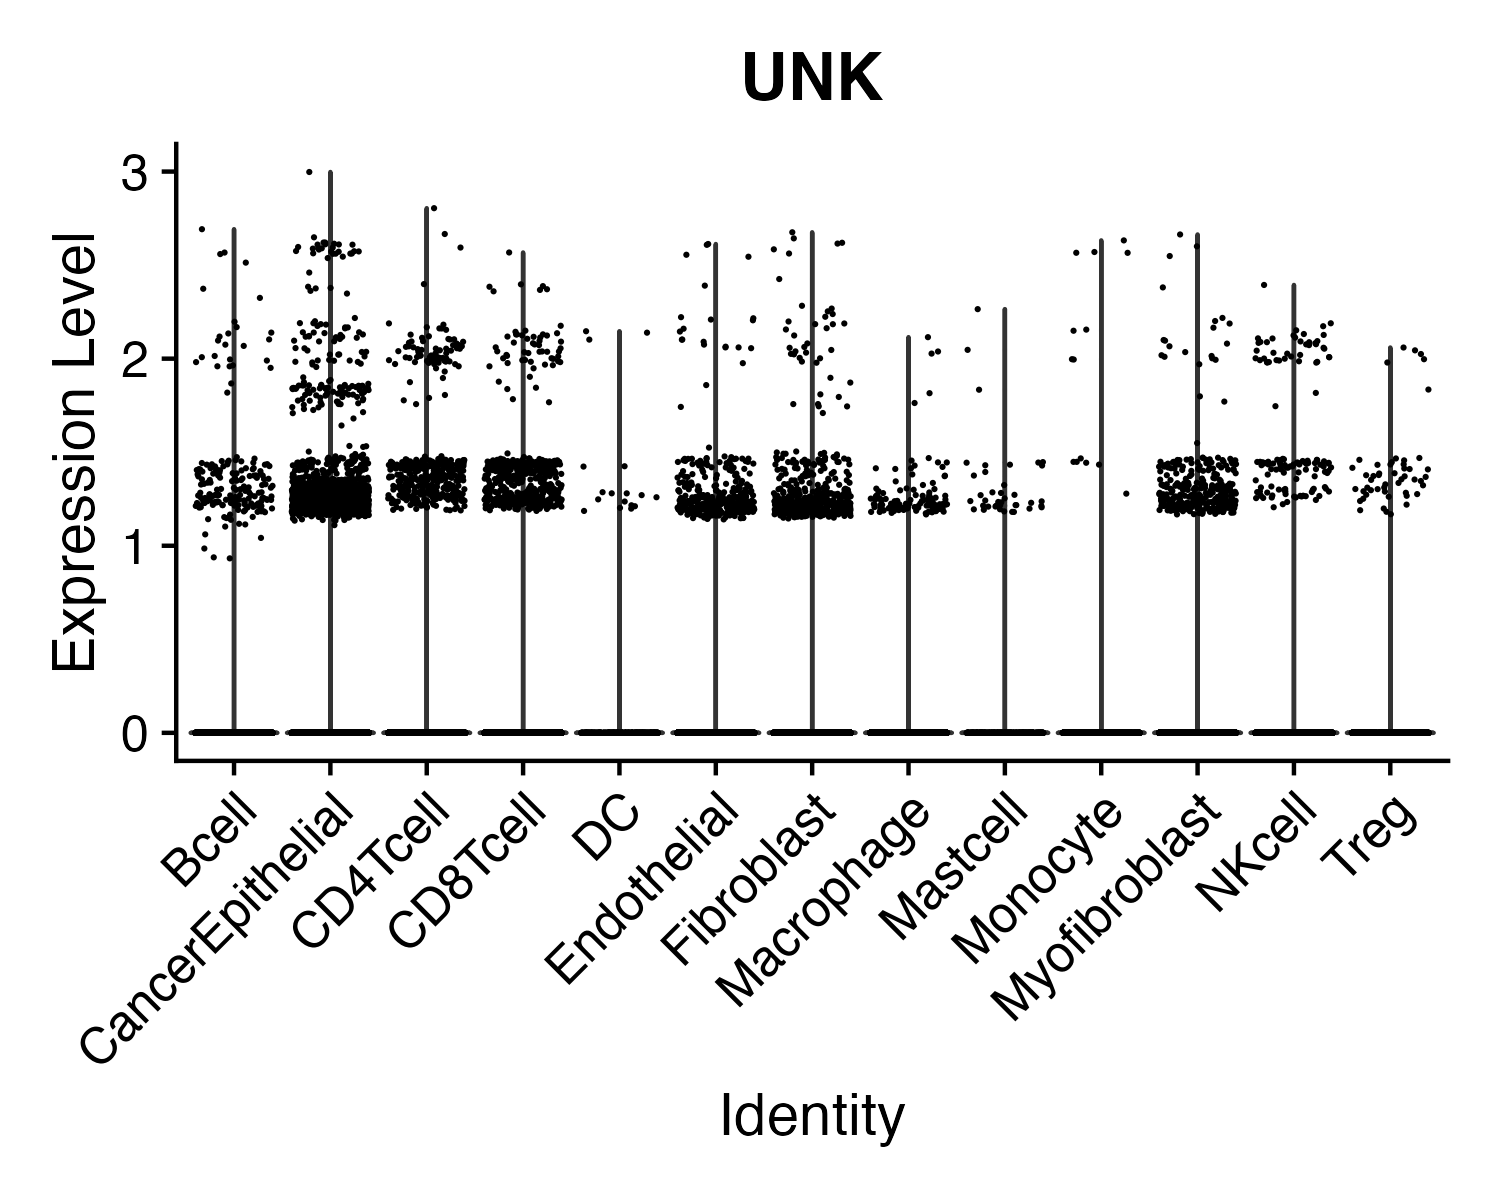 UNK
Expression Level
3
2
1
0
Bcell
CancerEpithelial
CD4Tcell
CD8Tcell
DC
Endothelial
Fibroblast
Macrophage
Mastcell
Monocyte
Myofibroblast
NKcell
Treg
Identity